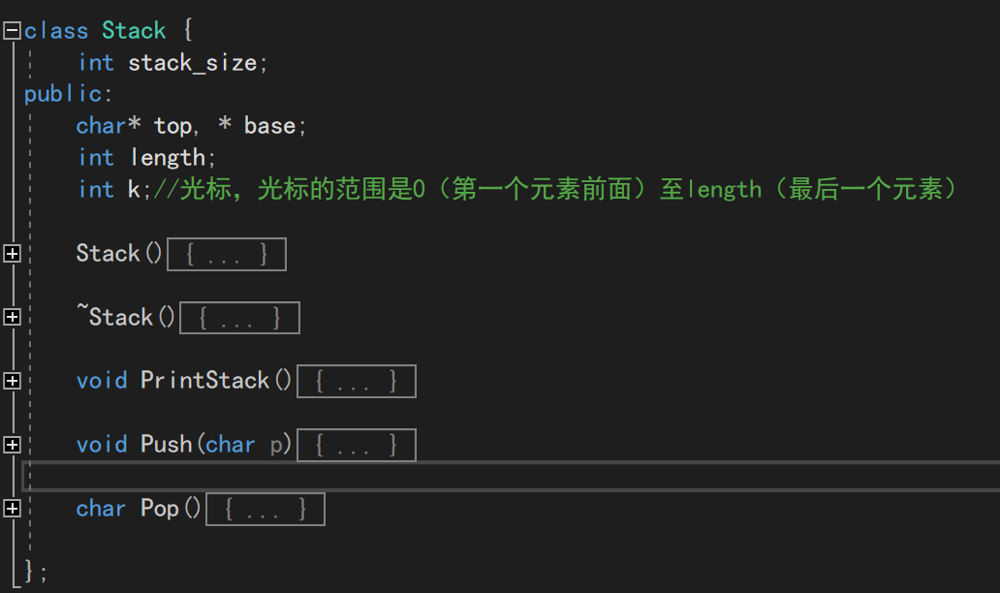 class Stack {
    int stack_size;
public:
    char* top, * base;
    int length;
    int k;//光标，光标的范围是0（第一个元素前面）至length（最后一个元素）
    Stack(){ ... }
    ~Stack(){ ... }
    void PrintStack(){ ... }
    void Push(char p){ ... }
    char Pop(){ ... }
};